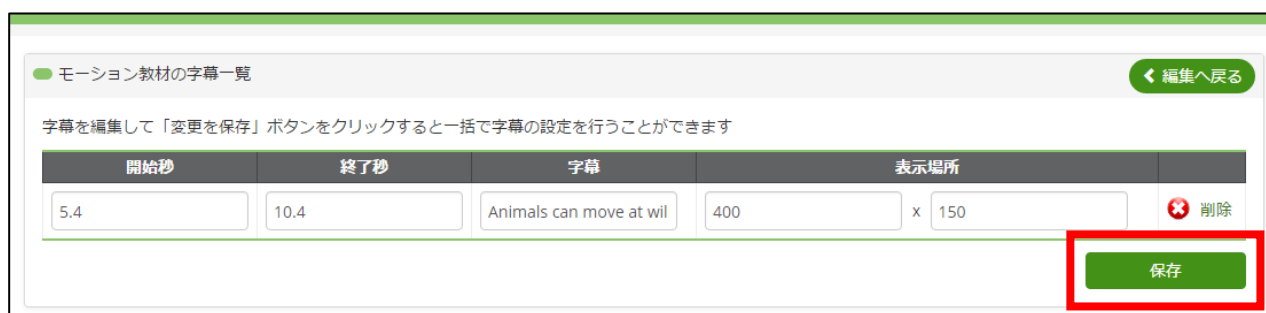 モーション教材の字幕一覧
編集へ戻る
字幕を編集して「変更を保存」ボタンをクリックすると一括で字幕の設定を行うことができます
開始秒 終了秒 字幕 表示場所
5.4 10.4 Animals can move at wil 400 x 150 削除
保存